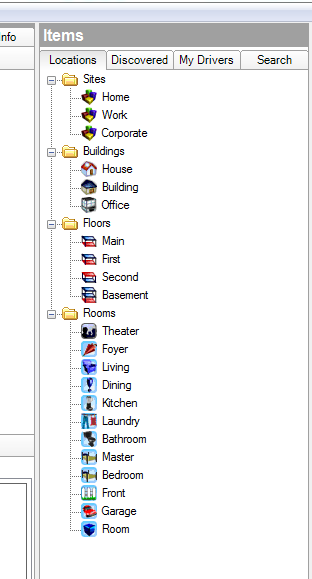 Info
Items
Locations Discovered My Drivers Search
Sites
Home
Work
Corporate
Buildings
House
Building
Office
Floors
Main
First
Second
Basement
Rooms
Theater
Foyer
Living
Dining
Kitchen
Laundry
Bathroom
Master
Bedroom
Front
Garage
Room